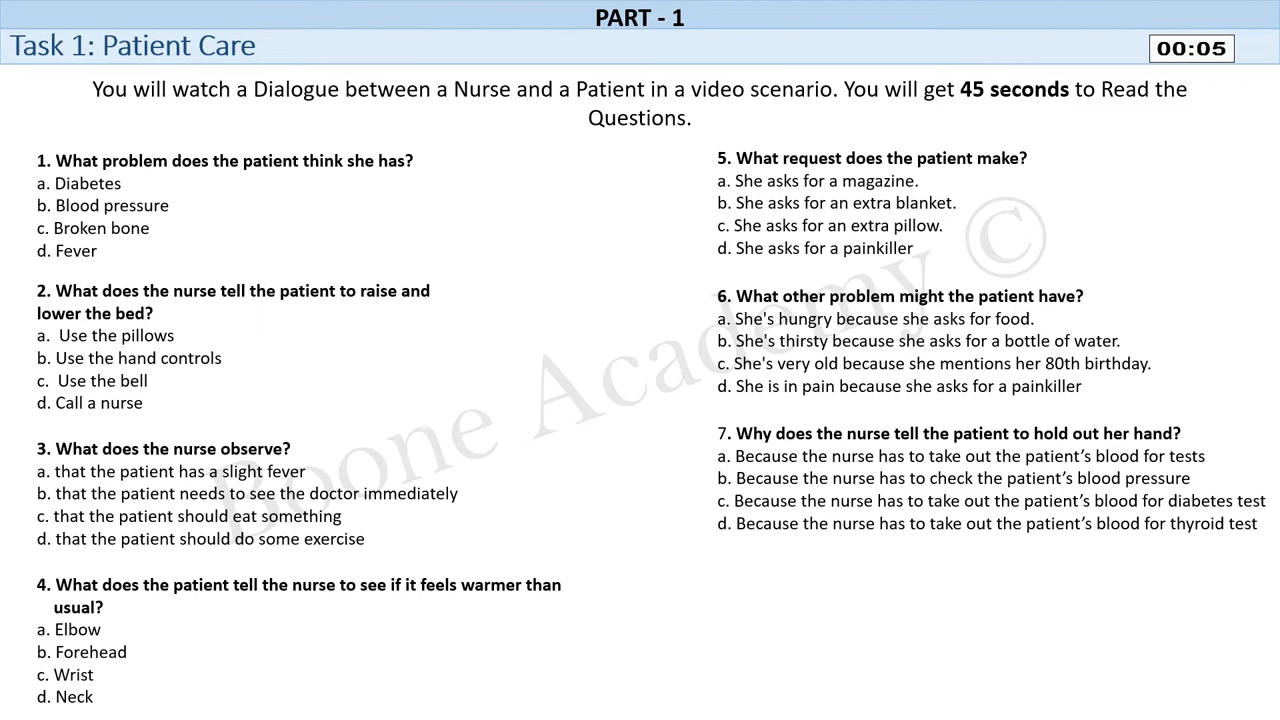 PART - 1
Task 1: Patient Care
00:05
You will watch a Dialogue between a Nurse and a Patient in a video scenario. You will get 45 seconds to Read the
Questions.
1. What problem does the patient think she has?
a. Diabetes
b. Blood pressure
c. Broken bone
d. Fever
2. What does the nurse tell the patient to raise and
lower the bed?
a. Use the pillows
b. Use the hand controls
c. Use the bell
d. Call a nurse
3. What does the nurse observe?
a. that the patient has a slight fever
b. that the patient needs to see the doctor immediately
c. that the patient should eat something
d. that the patient should do some exercise
4. What does the patient tell the nurse to see if it feels warmer than
usual?
a. Elbow
b. Forehead
c. Wrist
d. Neck
5. What request does the patient make?
a. She asks for a magazine.
b. She asks for an extra blanket.
c. She asks for an extra pillow.
d. She asks for a painkiller
6. What other problem might the patient have?
a. She's hungry because she asks for food.
b. She's thirsty because she asks for a bottle of water.
c. She's very old because she mentions her 80th birthday.
d. She is in pain because she asks for a painkiller
7. Why does the nurse tell the patient to hold out her hand?
a. Because the nurse has to take out the patient’s blood for tests
b. Because the nurse has to check the patient’s blood pressure
c. Because the nurse has to take out the patient’s blood for diabetes test
d. Because the nurse has to take out the patient’s blood for thyroid test
Boone Academy ©